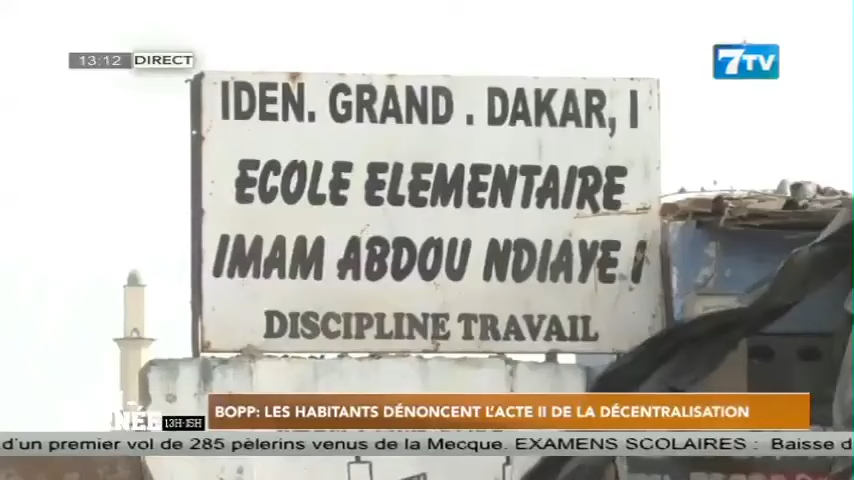 13:12 DIRECT
7TV
IDEN. GRAND . DAKAR, I
ECOLE ELEMENTAIRE
IMAM ABDOU NDIAYE I
DISCIPLINE TRAVAIL
BOPP: LES HABITANTS DÉNONCENT L'ACTE II DE LA DÉCENTRALISATION
13H-15H
d'un premier vol de 285 pèlerins venus de la Mecque. EXAMENS SCOLAIRES : Baisse d